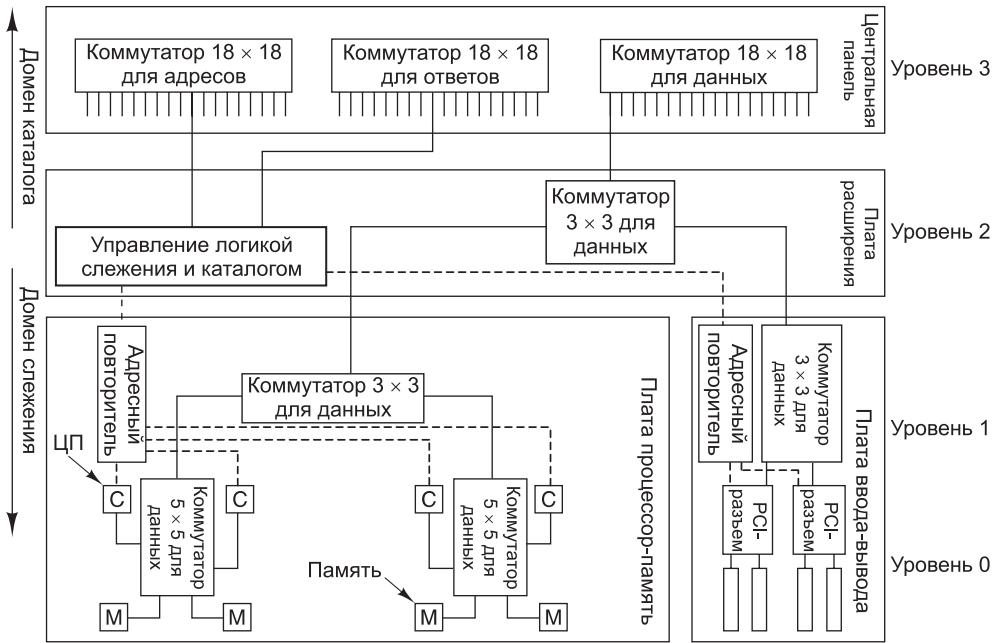 Домен каталога
Домен слежения
Коммутатор 18 × 18
для адресов
Коммутатор 18 × 18
для ответов
Коммутатор 18 × 18
для данных
Центральная
панель
Уровень 3
Управление логикой
слежения и каталогом
Коммутатор
3 × 3 для
данных
Плата
расширения
Уровень 2
Адресный
повторитель
Коммутатор 3 × 3
для данных
Плата процессор-память
Адресный
повторитель
Коммутатор
3 × 3 для
данных
Плата ввода-вывода
Уровень 1
ЦП
С
Коммутатор
5 × 5 для
данных
С
С
Коммутатор
5 × 5 для
данных
С
PCI-
разъем
PCI-
разъем
Уровень 0
Память
М
М
М
М